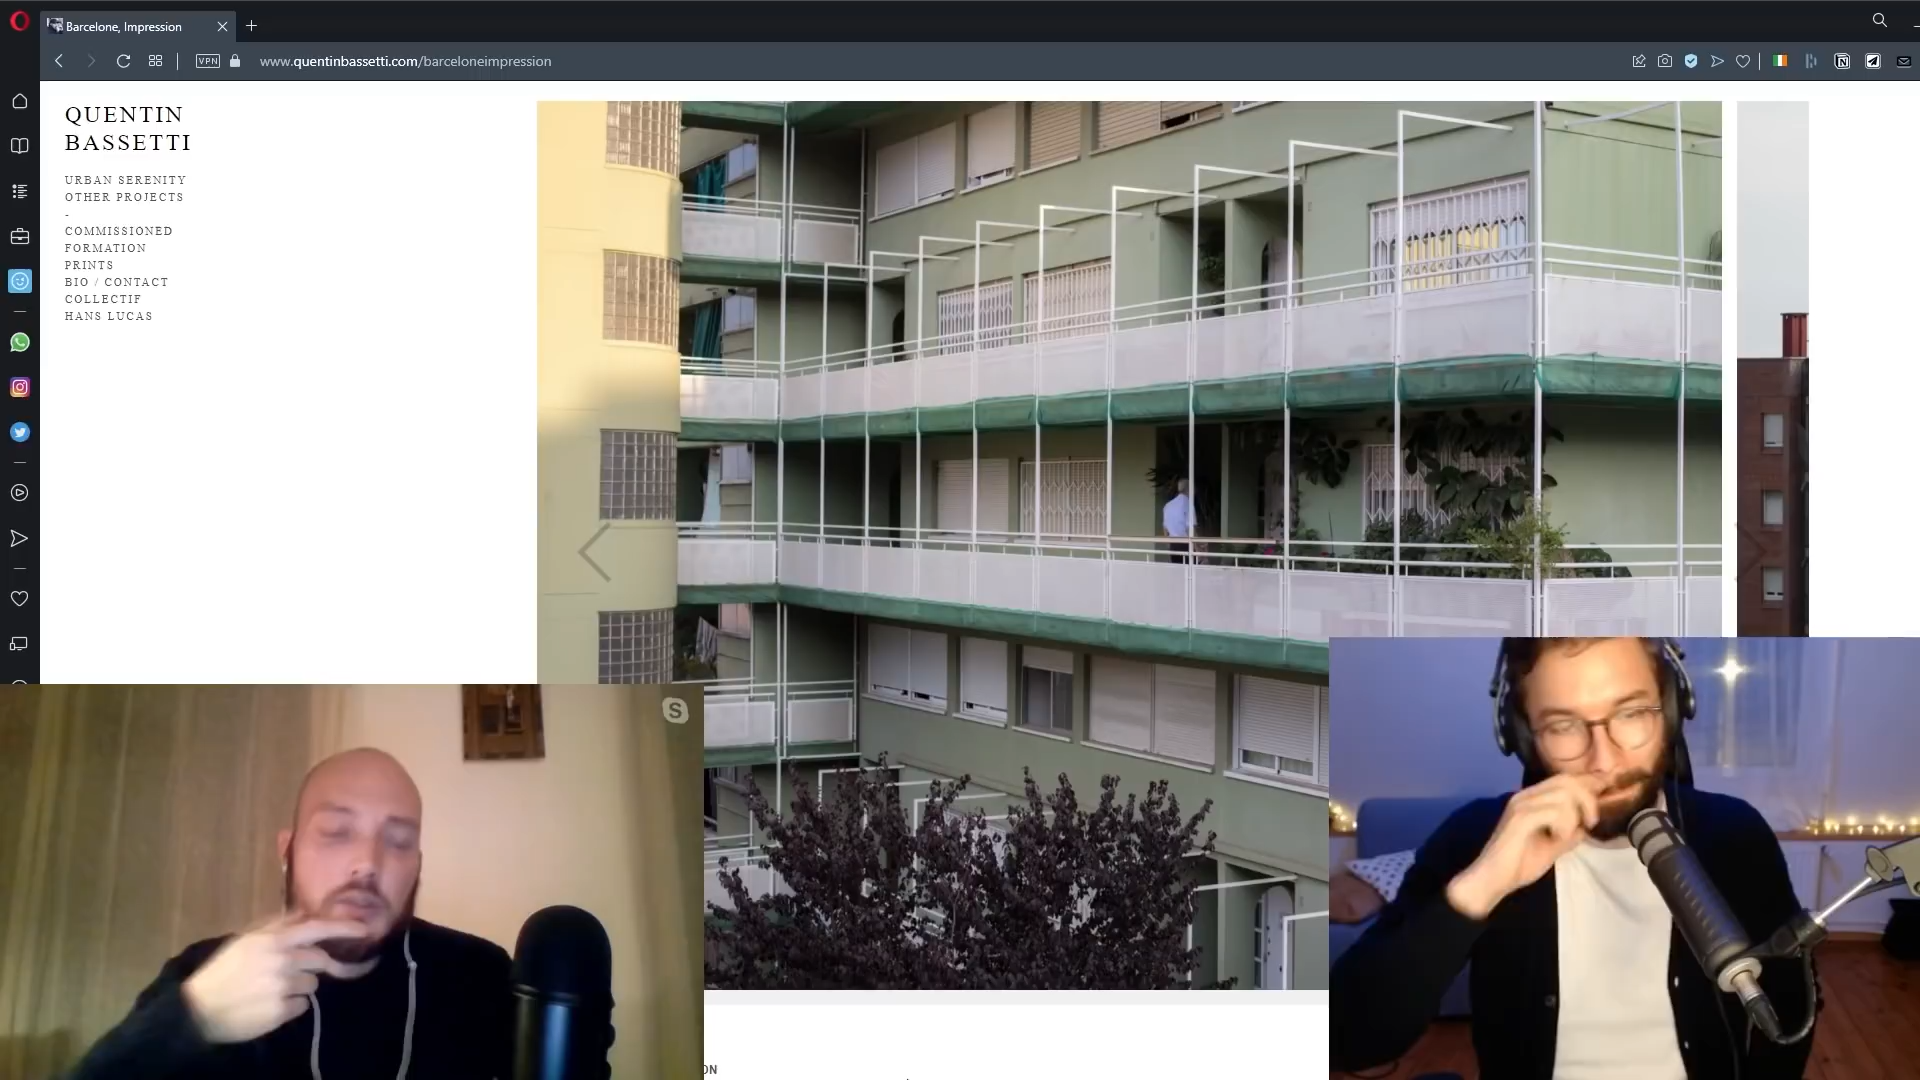 Barcelone, Impression
VPN
www.quentinbassetti.com/barceloneimpression
QUENTIN
BASSETTI
URBAN SERENITY
OTHER PROJECTS
-
COMMISSIONED
FORMATION
PRINTS
BIO / CONTACT
COLLECTIF
HANS LUCAS
S
ON